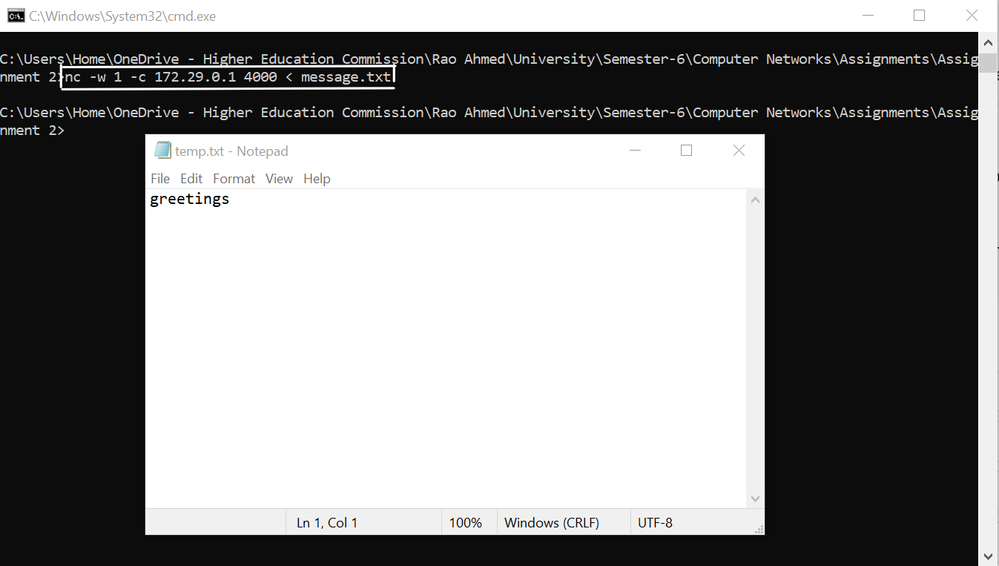 C:\Windows\System32\cmd.exe
C:\Users\Home\OneDrive - Higher Education Commission\Rao Ahmed\University\Semester-6\Computer Networks\Assignments\Assig
nment 2>nc -w 1 -c 172.29.0.1 4000 < message.txt
C:\Users\Home\OneDrive - Higher Education Commission\Rao Ahmed\University\Semester-6\Computer Networks\Assignments\Assig
nment 2>
temp.txt - Notepad
File Edit Format View Help
greetings
Ln 1, Col 1 100% Windows (CRLF) UTF-8